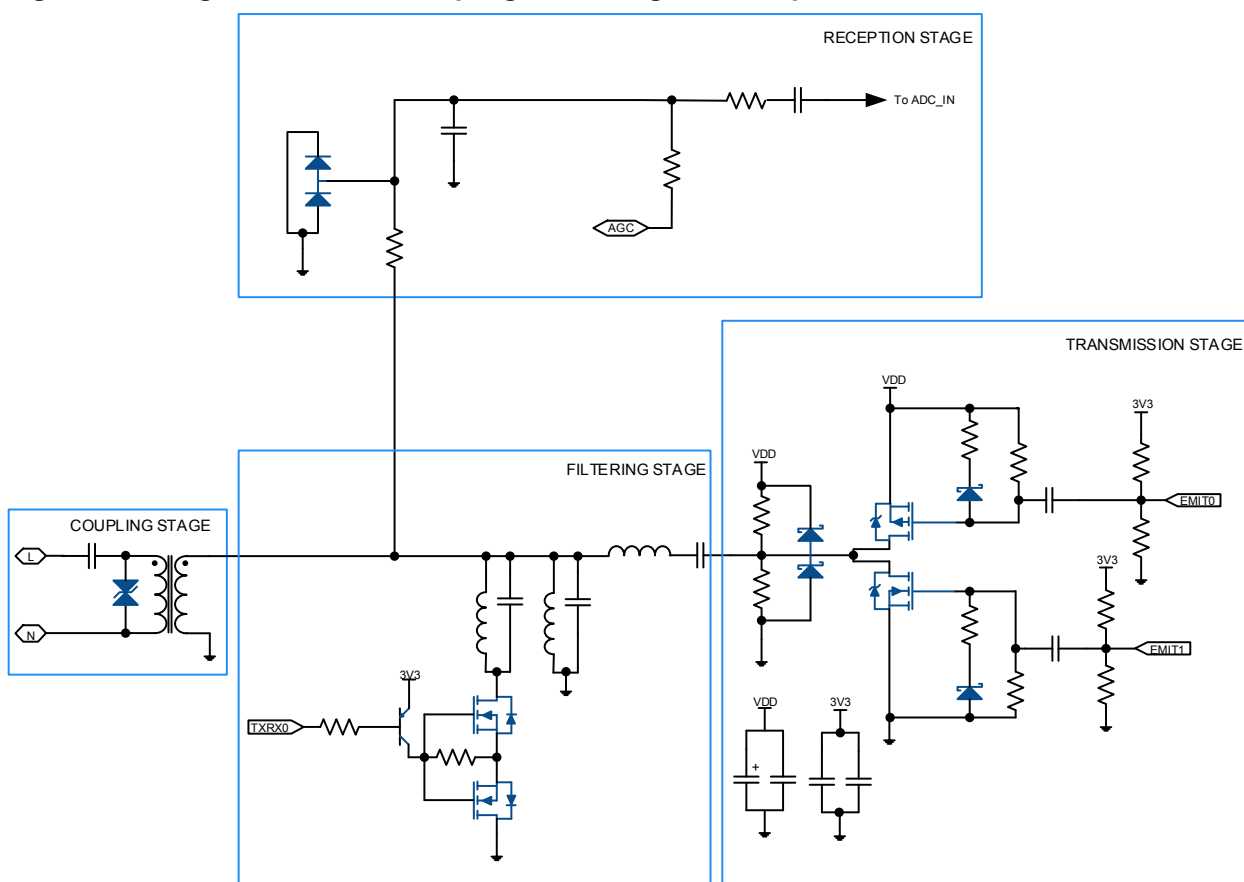 RECEPTION STAGE
To ADC_IN
AGC
TRANSMISSION STAGE
VDD
3V3
VDD
FILTERING STAGE
EMIT0
COUPLING STAGE
L
3V3
N
EMIT1
3V3
TXRX0
VDD
3V3
+